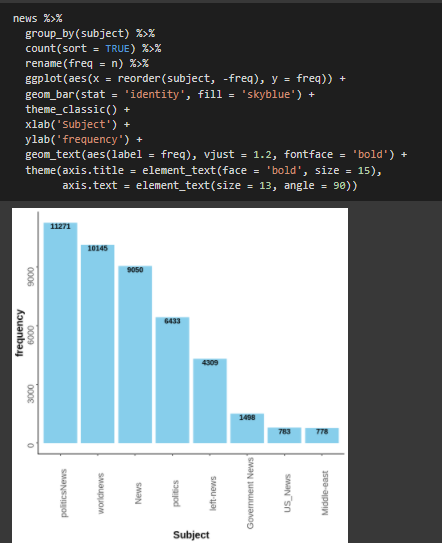 news %>%
  group_by(subject) %>%
  count(sort = TRUE) %>%
  rename(freq = n) %>%
  ggplot(aes(x = reorder(subject, -freq), y = freq)) +
  geom_bar(stat = 'identity', fill = 'skyblue') +
  theme_classic() +
  xlab('Subject') +
  ylab('frequency') +
  geom_text(aes(label = freq), vjust = 1.2, fontface = 'bold') +
  theme(axis.title = element_text(face = 'bold', size = 15),
        axis.text = element_text(size = 13, angle = 90))
frequency
9000
6000
3000
0
11271
10145
9050
6433
4309
1498
783
778
politicsNews
worldnews
News
politics
left-news
Government News
US_News
Middle-east
Subject